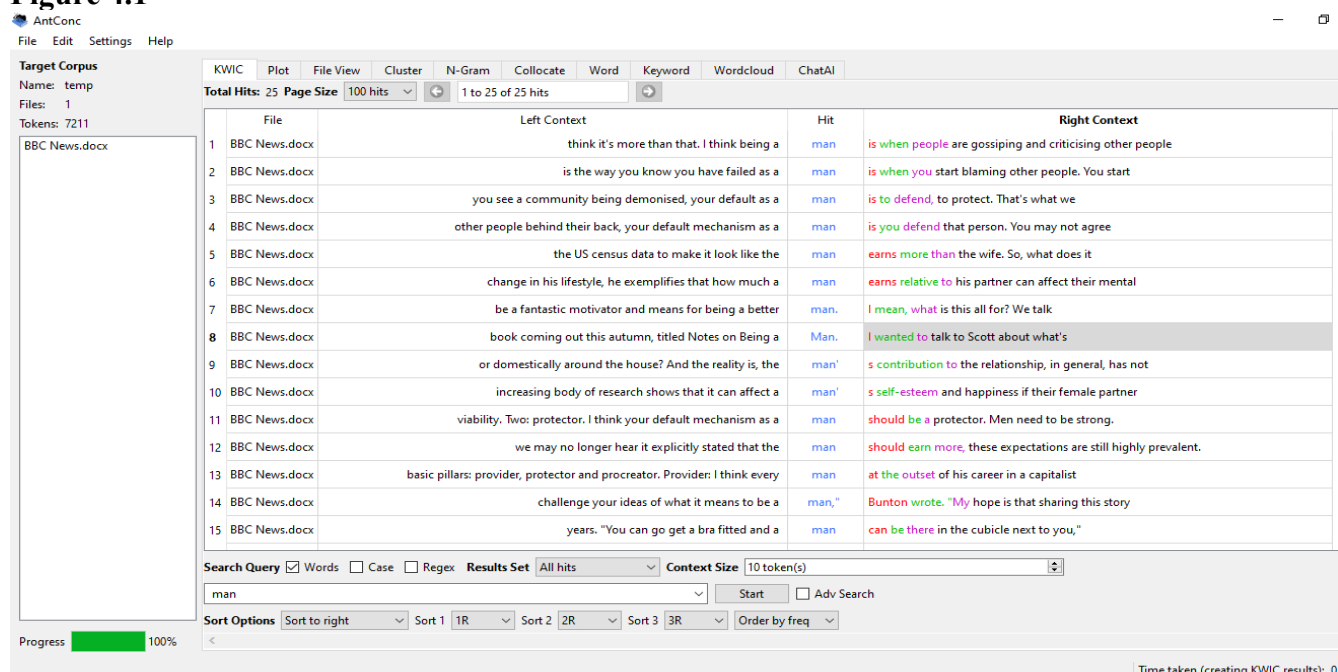 Figure 4.1
AntConc
File Edit Settings Help
Target Corpus
Name: temp
Files: 1
Tokens: 7211
BBC News.docx
Progress 100%
KWIC Plot File View Cluster N-Gram Collocate Word Keyword Wordcloud ChatAI
Total Hits: 25 Page Size 100 hits 1 to 25 of 25 hits
File Left Context Hit Right Context
1 BBC News.docx think it's more than that. I think being a man is when people are gossiping and criticising other people
2 BBC News.docx is the way you know you have failed as a man is when you start blaming other people. You start
3 BBC News.docx you see a community being demonised, your default as a man is to defend, to protect. That's what we
4 BBC News.docx other people behind their back, your default mechanism as a man is you defend that person. You may not agree
5 BBC News.docx the US census data to make it look like the man earns more than the wife. So, what does it
6 BBC News.docx change in his lifestyle, he exemplifies that how much a man earns relative to his partner can affect their mental
7 BBC News.docx be a fantastic motivator and means for being a better man. I mean, what is this all for? We talk
8 BBC News.docx book coming out this autumn, titled Notes on Being a Man. I wanted to talk to Scott about what's
9 BBC News.docx or domestically around the house? And the reality is, the man' s contribution to the relationship, in general, has not
10 BBC News.docx increasing body of research shows that it can affect a man' s self-esteem and happiness if their female partner
11 BBC News.docx viability. Two: protector. I think your default mechanism as a man should be a protector. Men need to be strong.
12 BBC News.docx we may no longer hear it explicitly stated that the man should earn more, these expectations are still highly prevalent.
13 BBC News.docx basic pillars: provider, protector and procreator. Provider: I think every man at the outset of his career in a capitalist
14 BBC News.docx challenge your ideas of what it means to be a man," Bunton wrote. "My hope is that sharing this story
15 BBC News.docx years. "You can go get a bra fitted and a man can be there in the cubicle next to you,"
Search Query Words Case Regex Results Set All hits Context Size 10 token(s)
man Start Adv Search
Sort Options Sort to right Sort 1 1R Sort 2 2R Sort 3 3R Order by freq
Time taken (creating KWIC results): 0